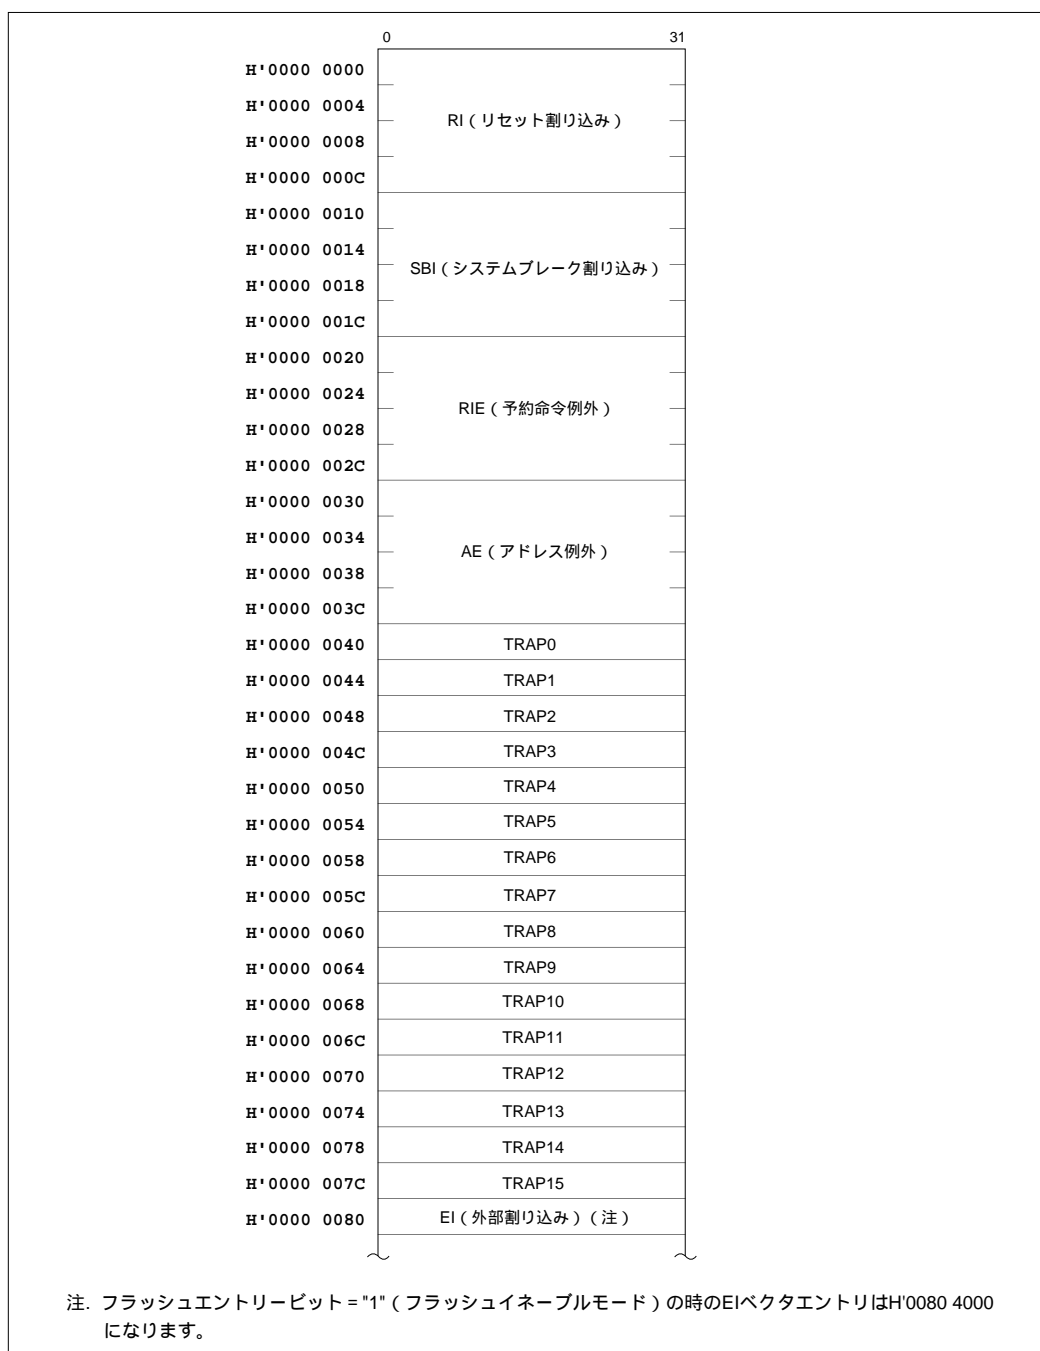 0 31
H'0000 0000
H'0000 0004
RI（リセット割り込み）
H'0000 0008
H'0000 000C
H'0000 0010
H'0000 0014
SBI（システムブレーク割り込み）
H'0000 0018
H'0000 001C
H'0000 0020
H'0000 0024
RIE（予約命令例外）
H'0000 0028
H'0000 002C
H'0000 0030
H'0000 0034
AE（アドレス例外）
H'0000 0038
H'0000 003C
H'0000 0040 TRAP0
H'0000 0044 TRAP1
H'0000 0048 TRAP2
H'0000 004C TRAP3
H'0000 0050 TRAP4
H'0000 0054 TRAP5
H'0000 0058 TRAP6
H'0000 005C TRAP7
H'0000 0060 TRAP8
H'0000 0064 TRAP9
H'0000 0068 TRAP10
H'0000 006C TRAP11
H'0000 0070 TRAP12
H'0000 0074 TRAP13
H'0000 0078 TRAP14
H'0000 007C TRAP15
H'0000 0080 EI（外部割り込み）（注）
注. フラッシュエントリービット = "1"（フラッシュイネーブルモード）の時のEIベクタエントリはH'0080 4000
になります。